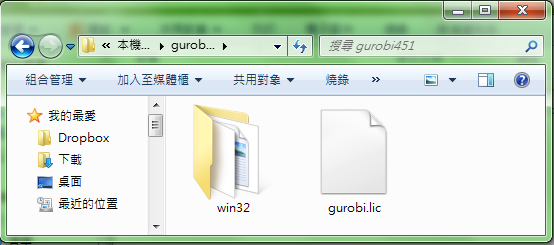 « 本機... ▸ gurob... ▸
搜尋 gurobi451
組合管理 加入至媒體櫃 共用對象 燒錄 »
我的最愛
Dropbox
下載
桌面
最近的位置
win32
gurobi.lic